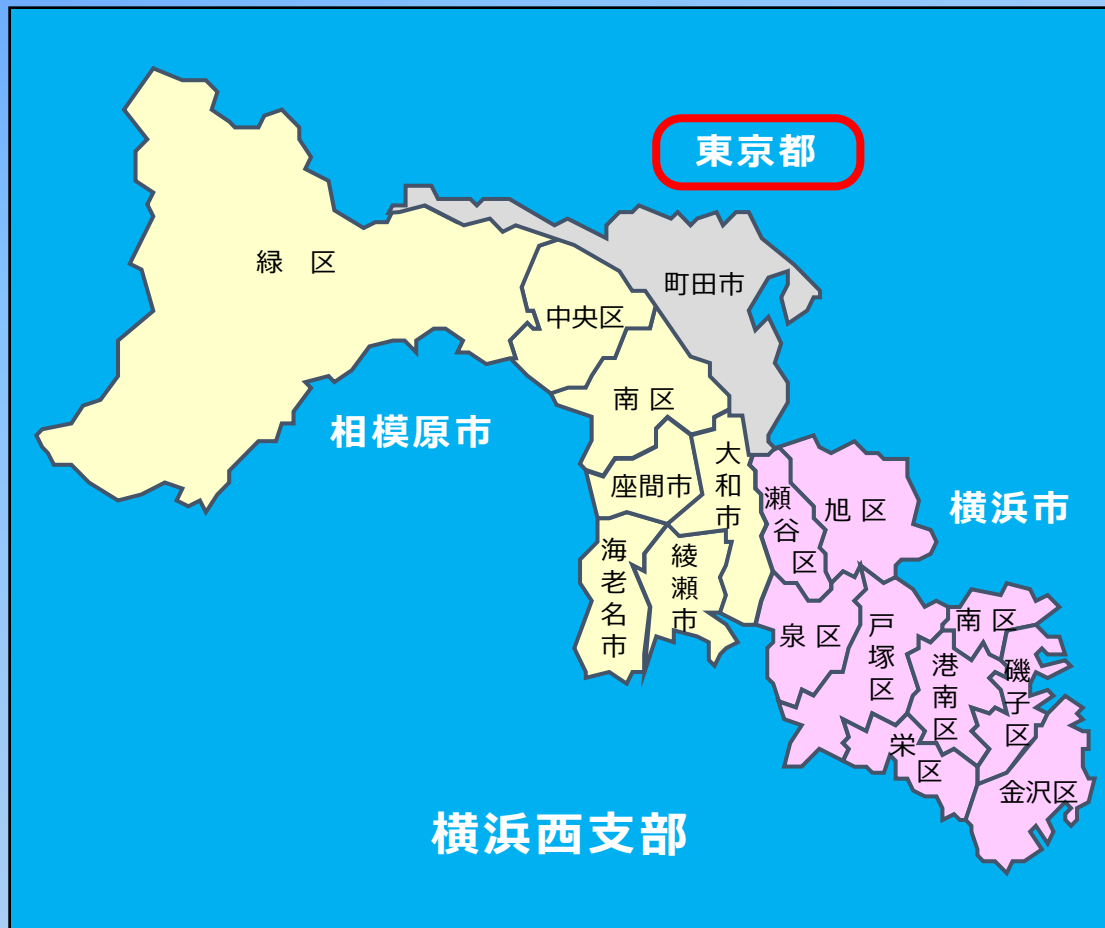 東京都
緑　区
町田市
中央区
南 区
相模原市
大和市
座間市
瀬谷区
旭 区
横浜市
海老名市
綾瀬市
泉 区
戸塚区
南 区
港南区
磯子区
栄区
金沢区
横浜西支部